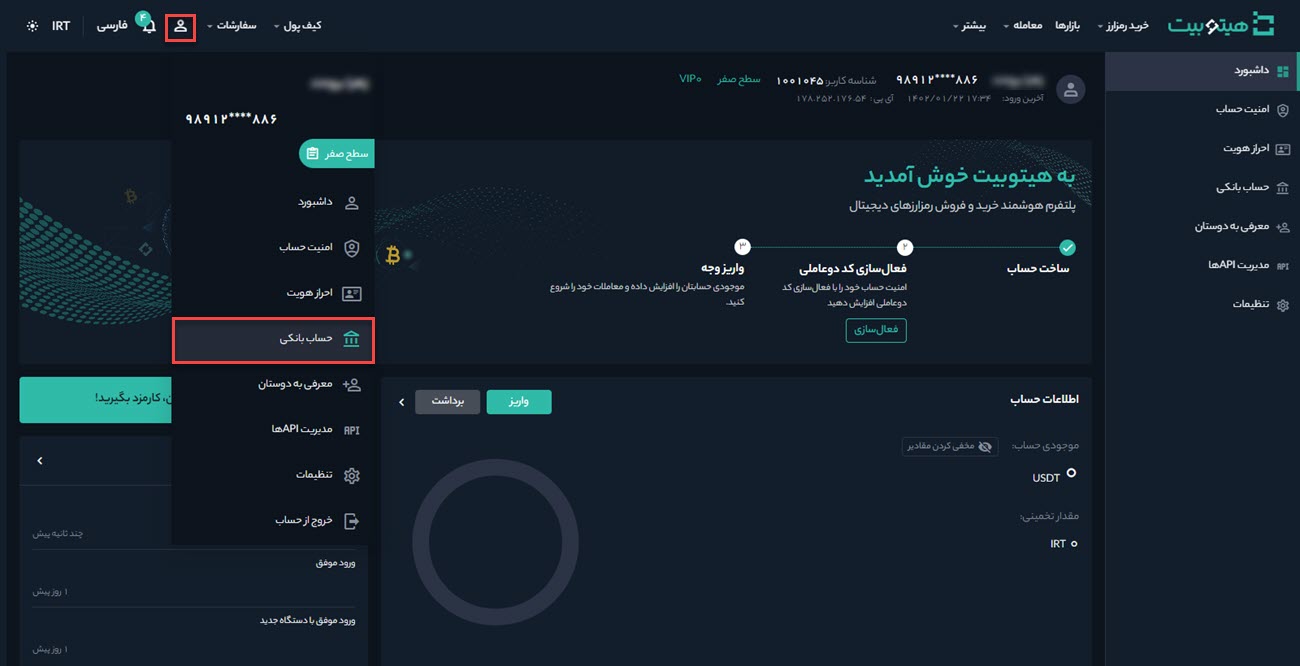 هیتوبیت
خرید رمزارز
بازارها
معامله
بیشتر
کیف پول
سفارشات
۴
فارسی
IRT
داشبورد
امنیت حساب
احراز هویت
حساب بانکی
معرفی به دوستان
مدیریت APIها
تنظیمات
۹۸۹۱۲****۸۸۶
شناسه کاربر: ۱۰۰۱۰۴۵
سطح صفر
VIP۰
آخرین ورود: ۱۴۰۲/۰۱/۲۲ ۱۷:۳۴
آی پی: ۱۷۸.۲۵۲.۱۷۶.۵۴
به هیتوبیت خوش آمدید
پلتفرم هوشمند خرید و فروش رمزارزهای دیجیتال
ساخت حساب
۲
فعال‌سازی کد دوعاملی
امنیت حساب خود را با فعال‌سازی کد
دوعاملی افزایش دهید
فعال‌سازی
۳
واریز وجه
موجودی حسابتان را افزایش داده و معاملات خود را شروع
کنید.
اطلاعات حساب
واریز
برداشت
موجودی حساب:
مخفی کردن مقادیر
۰ USDT
مقدار تخمینی:
۰ IRT
۹۸۹۱۲****۸۸۶
سطح صفر
داشبورد
امنیت حساب
احراز هویت
حساب بانکی
معرفی به دوستان
مدیریت APIها
تنظیمات
خروج از حساب
، کارمزد بگیرید!
چند ثانیه پیش
ورود موفق
۱ روز پیش
ورود موفق با دستگاه جدید
۱ روز پیش